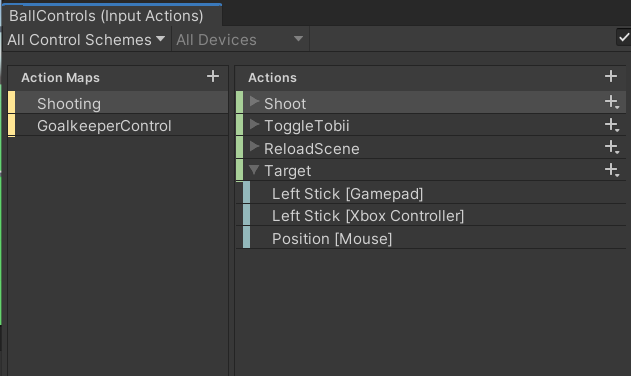 BallControls (Input Actions)
All Control Schemes All Devices
Action Maps
Shooting
GoalkeeperControl
Actions
Shoot
ToggleTobii
ReloadScene
Target
Left Stick [Gamepad]
Left Stick [Xbox Controller]
Position [Mouse]